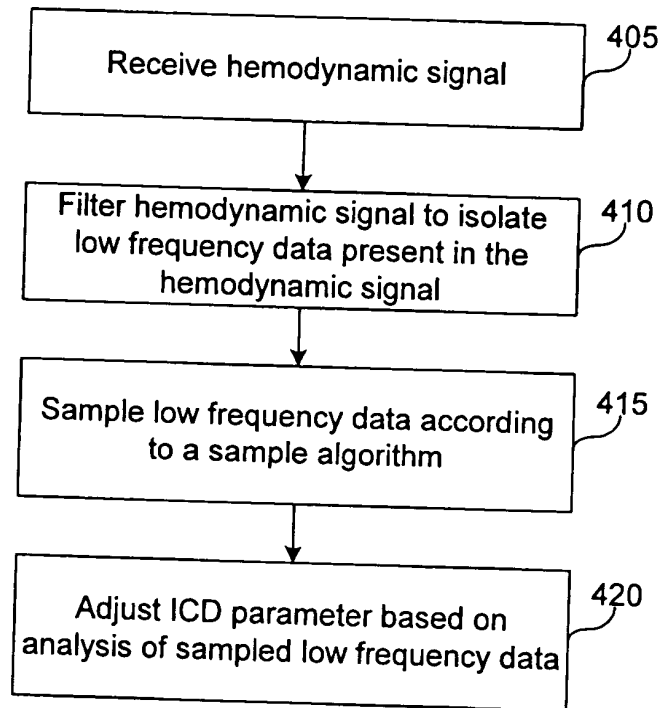 Receive hemodynamic signal
405
Filter hemodynamic signal to isolate
low frequency data present in the
hemodynamic signal
410
Sample low frequency data according
to a sample algorithm
415
Adjust ICD parameter based on
analysis of sampled low frequency data
420